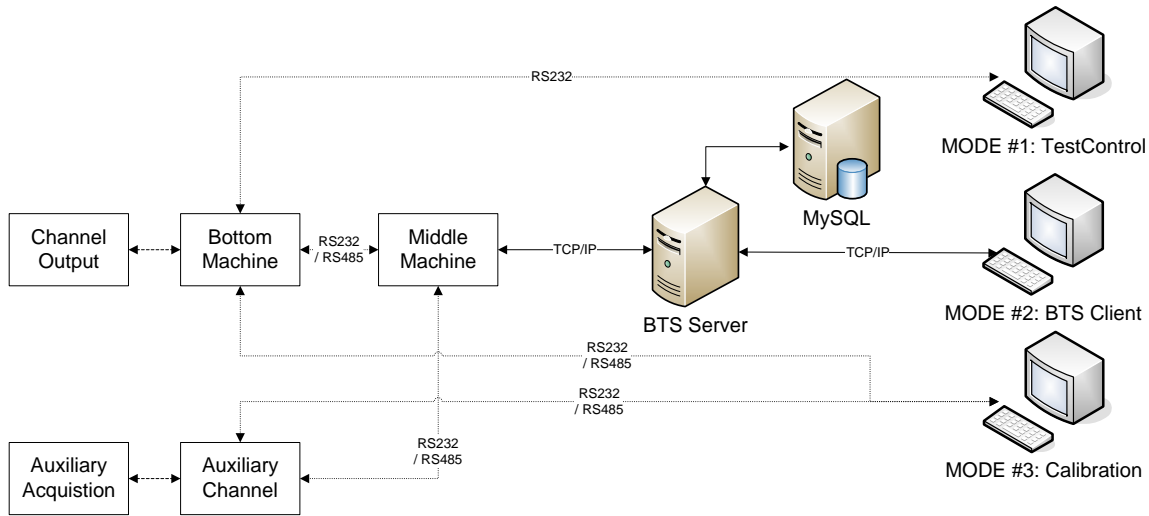 RS232
MODE #1: TestControl
MySQL
Channel
Output
Bottom
Machine
RS232
/ RS485
Middle
Machine
TCP/IP
TCP/IP
BTS Server
MODE #2: BTS Client
RS232
/ RS485
RS232
/ RS485
RS232
/ RS485
Auxiliary
Acquistion
Auxiliary
Channel
MODE #3: Calibration